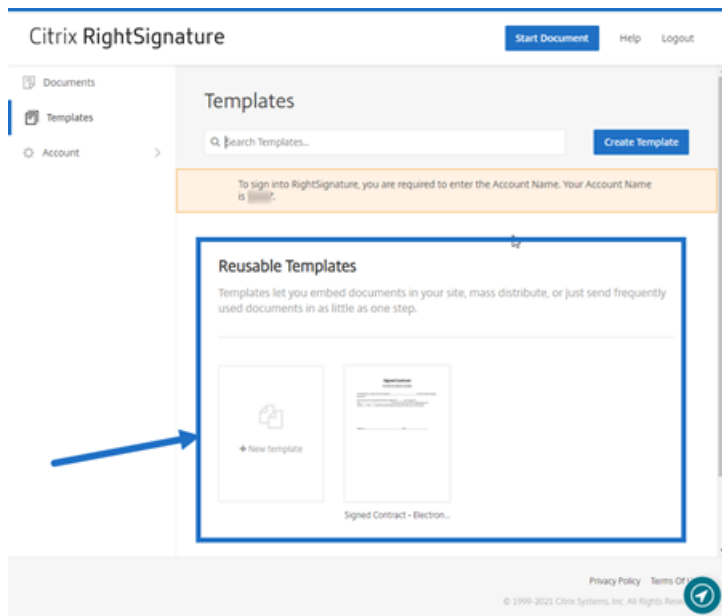 Citrix RightSignature
Start Document
Help
Logout
Documents
Templates
Account
Templates
Search Templates...
Create Template
To sign into RightSignature, you are required to enter the Account Name. Your Account Name
is
Reusable Templates
Templates let you embed documents in your site, mass distribute, or just send frequently
used documents in as little as one step.
+ New template
Signed Contract
Signed Contract - Electron...
Privacy Policy
Terms Of
© 1999-2021 Citrix Systems, Inc. All Rights